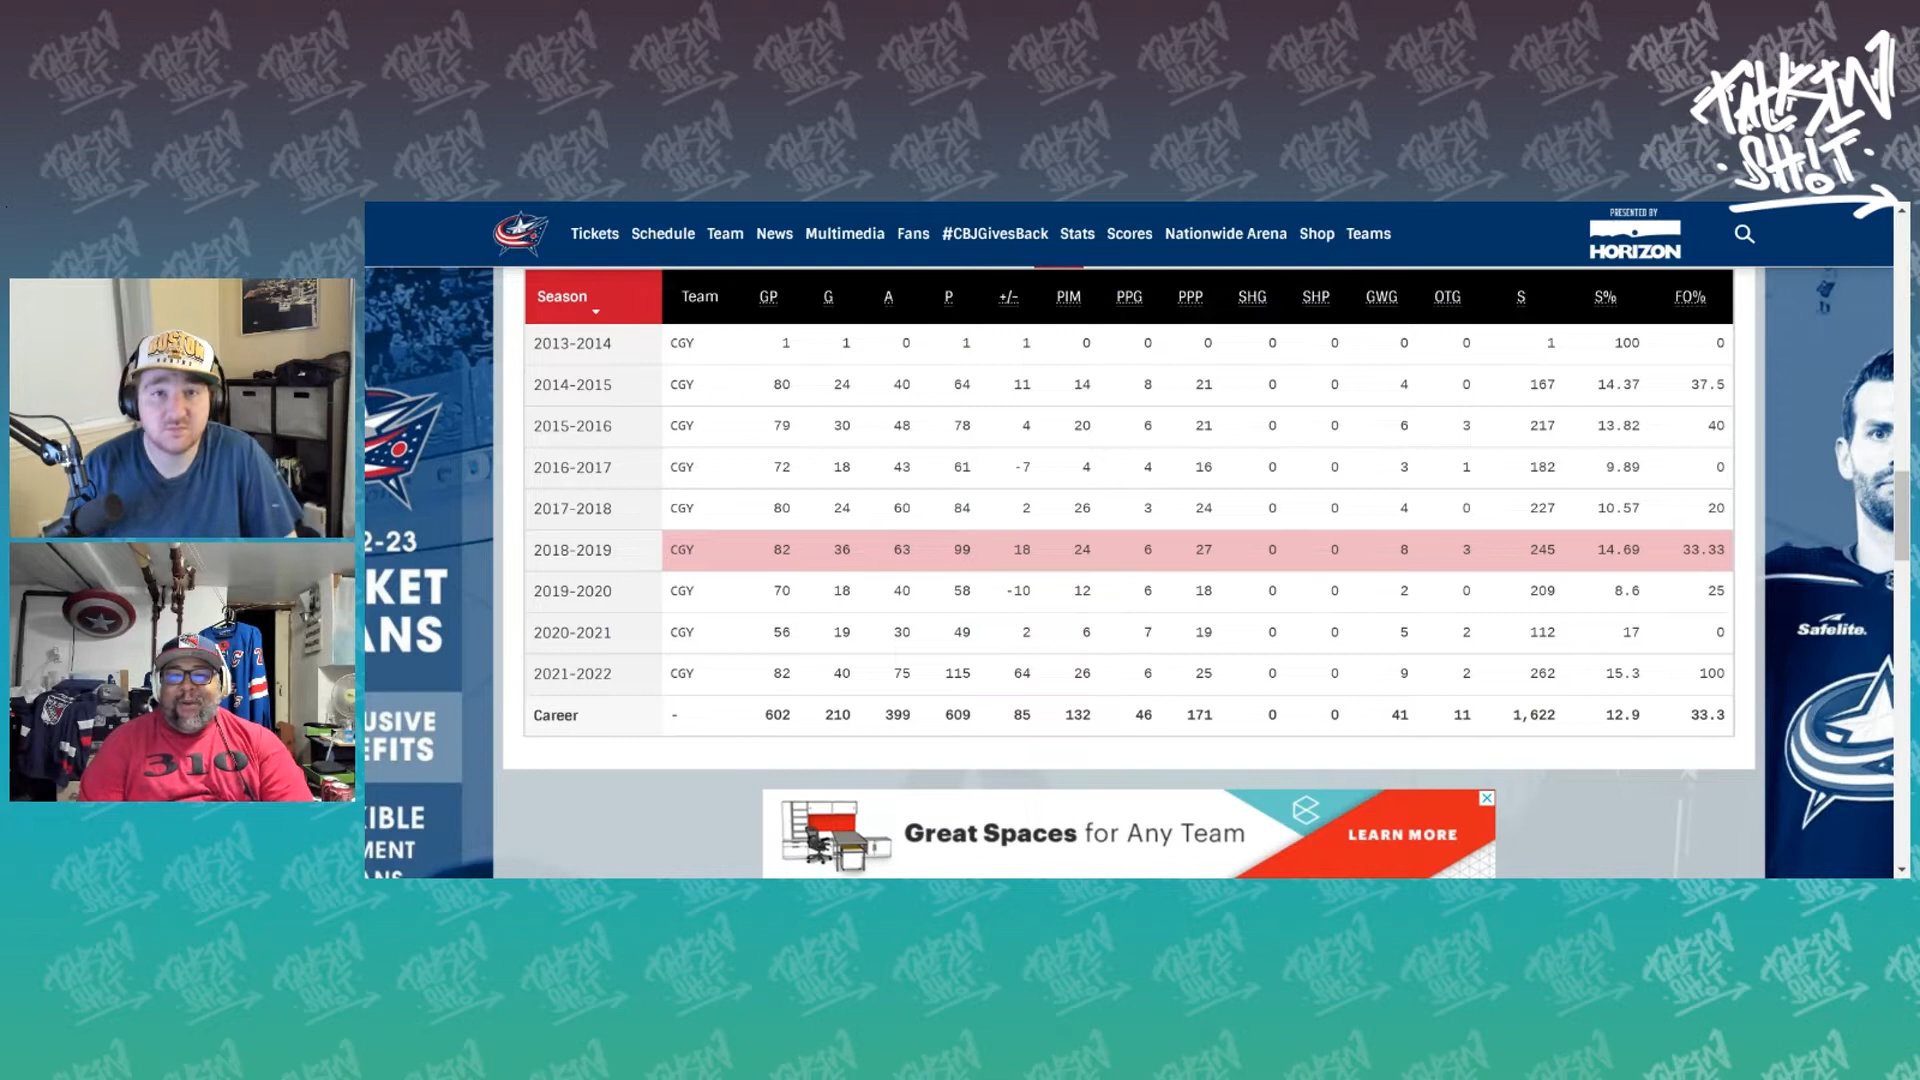 TALKIN
SH!T
PRESENTED BY
Tickets Schedule Team News Multimedia Fans #CBJGivesBack Stats Scores Nationwide Arena Shop Teams
HORIZON
Season Team GP G A P +/- PIM PPG PPP SHG SHP GWG OTG S S% FO%
2013-2014 CGY 1 1 0 1 1 0 0 0 0 0 0 0 1 100 0
2014-2015 CGY 80 24 40 64 11 14 8 21 0 0 4 0 167 14.37 37.5
2015-2016 CGY 79 30 48 78 4 20 6 21 0 0 6 3 217 13.82 40
2016-2017 CGY 72 18 43 61 -7 4 4 16 0 0 3 1 182 9.89 0
2017-2018 CGY 80 24 60 84 2 26 3 24 0 0 4 0 227 10.57 20
2018-2019 CGY 82 36 63 99 18 24 6 27 0 0 8 3 245 14.69 33.33
2019-2020 CGY 70 18 40 58 -10 12 6 18 0 0 2 0 209 8.6 25
2020-2021 CGY 56 19 30 49 2 6 7 19 0 0 5 2 112 17 0
2021-2022 CGY 82 40 75 115 64 26 6 25 0 0 9 2 262 15.3 100
Career - 602 210 399 609 85 132 46 171 0 0 41 11 1,622 12.9 33.3
2-23
KET
ANS
USIVE
EFITS
IBLE
MENT
ANS
Safelite.
Great Spaces for Any Team
LEARN MORE
BOSTON
310